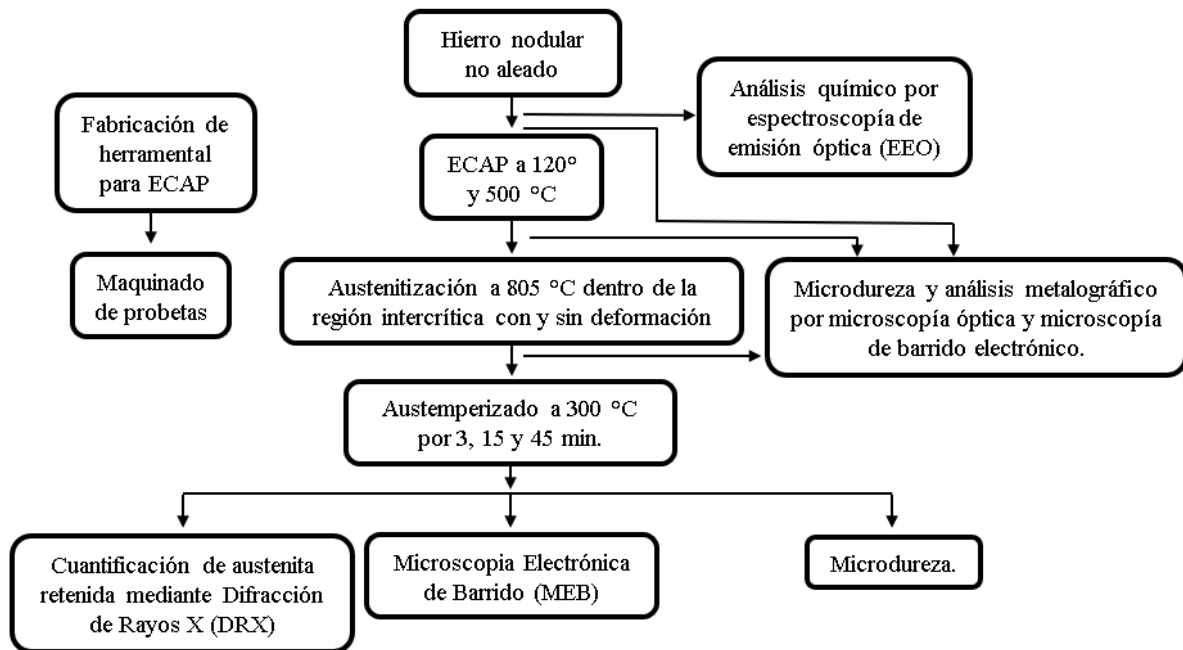 Hierro nodular
no aleado
Análisis químico por
espectroscopía de
emisión óptica (EEO)
Fabricación de
herramental
para ECAP
ECAP a 120°
y 500 °C
Maquinado
de probetas
Austenitización a 805 °C dentro de la
región intercrítica con y sin deformación
Microdureza y análisis metalográfico
por microscopía óptica y microscopía
de barrido electrónico.
Austemperizado a 300 °C
por 3, 15 y 45 min.
Cuantificación de austenita
retenida mediante Difracción
de Rayos X (DRX)
Microscopia Electrónica
de Barrido (MEB)
Microdureza.